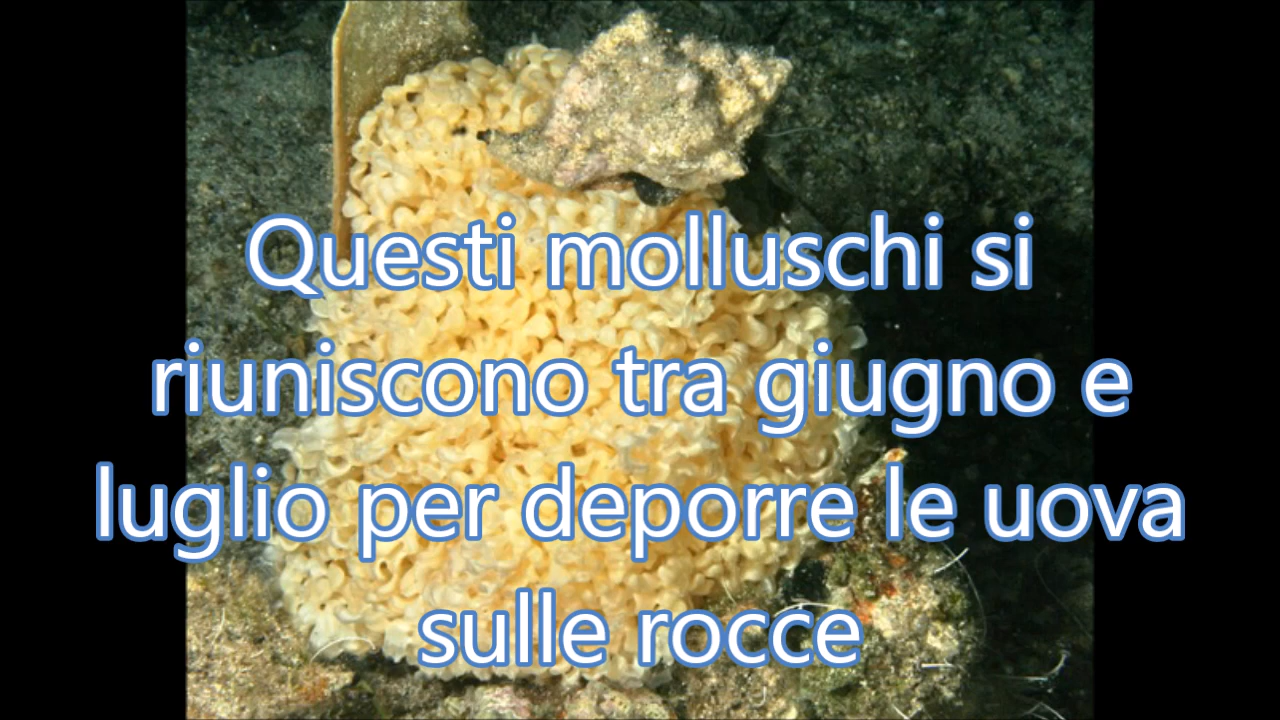 Questi molluschi si
riuniscono tra giugno e
luglio per deporre le uova
sulle rocce